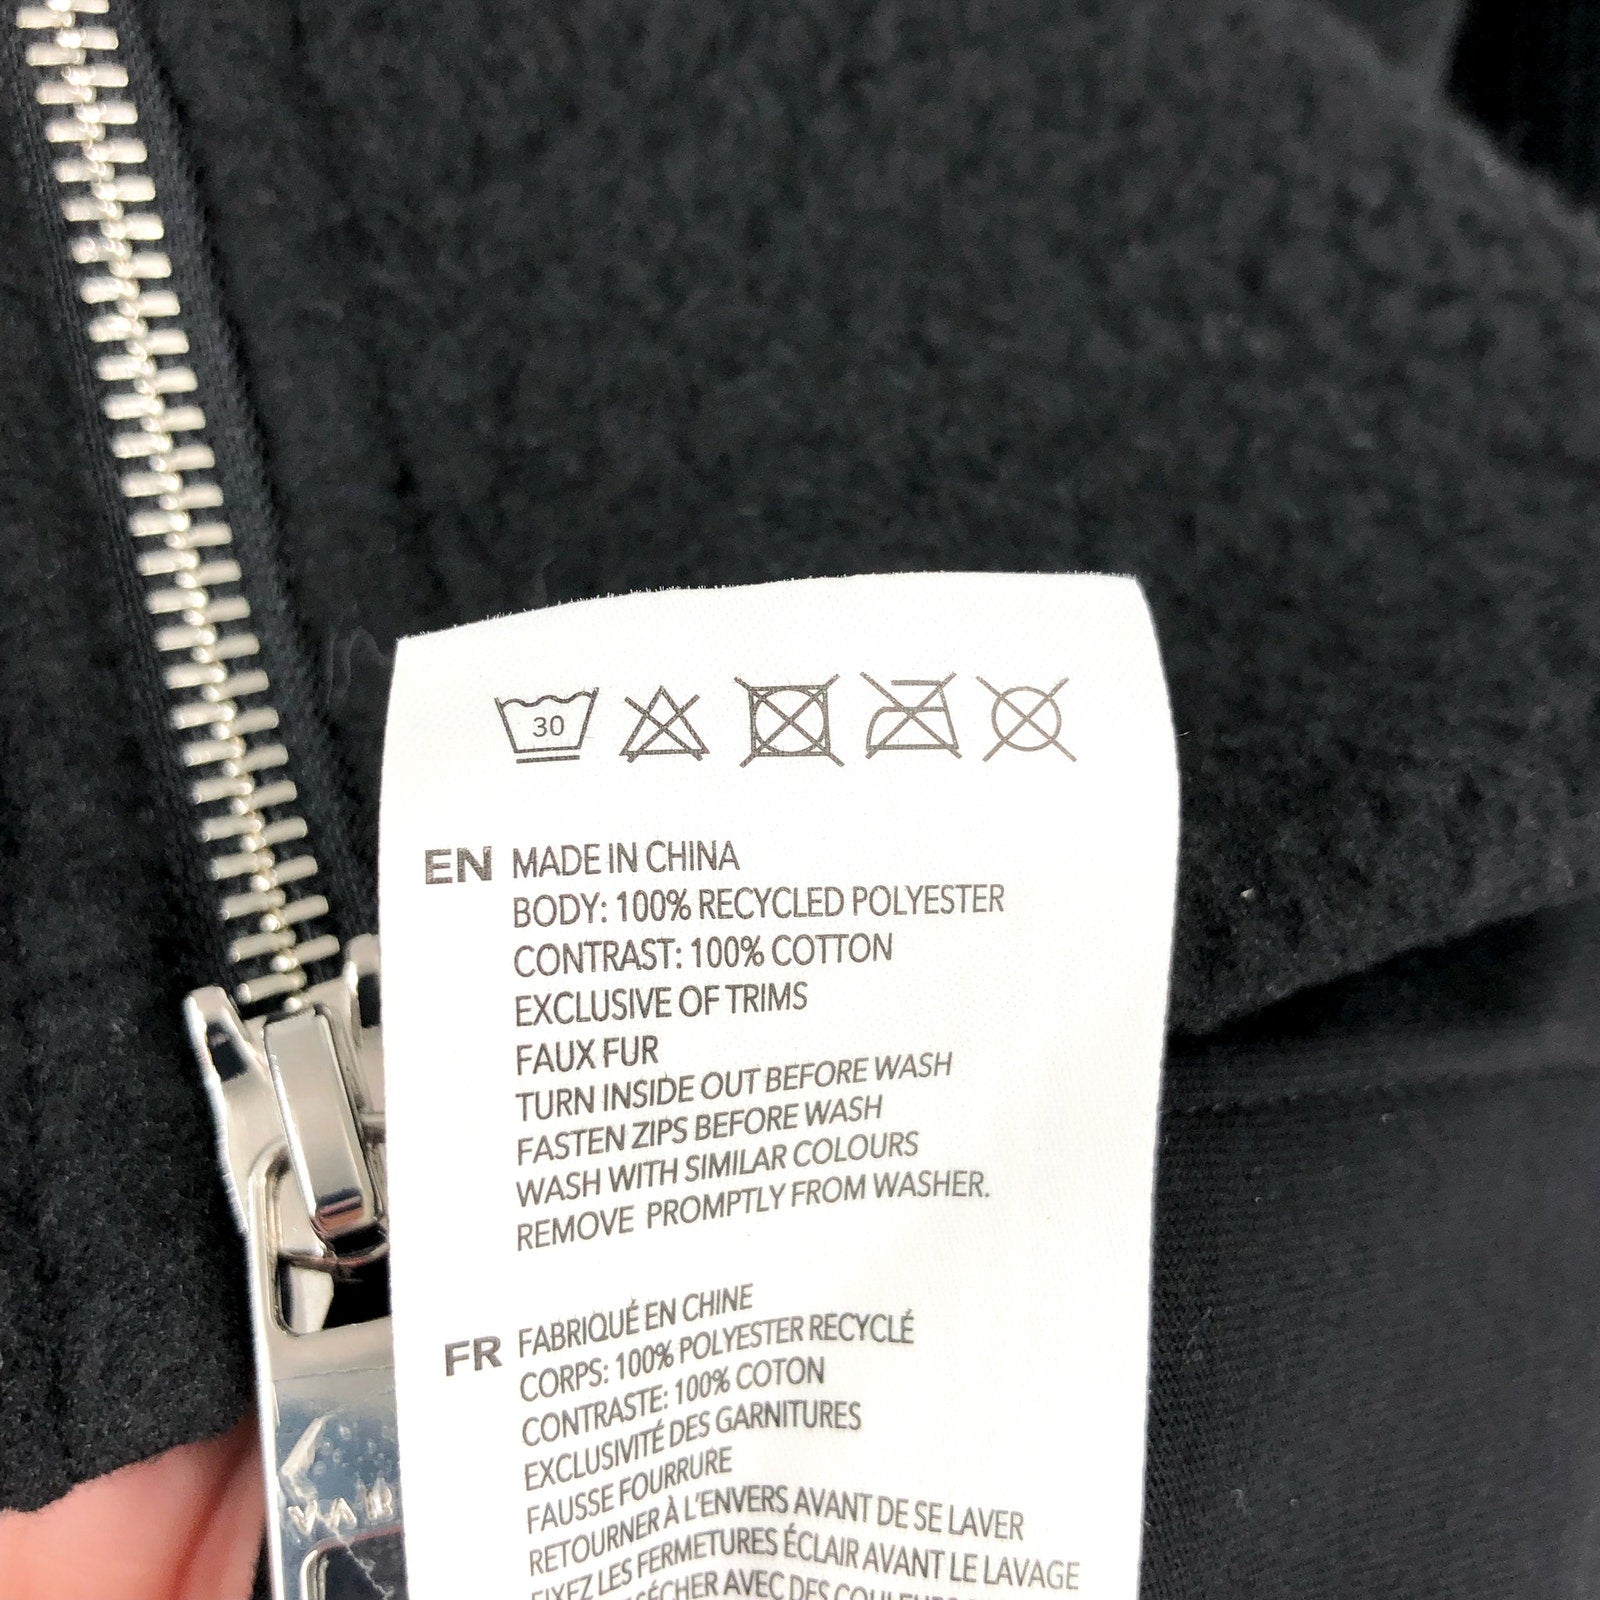 30
EN MADE IN CHINA
BODY: 100% RECYCLED POLYESTER
CONTRAST: 100% COTTON
EXCLUSIVE OF TRIMS
FAUX FUR
TURN INSIDE OUT BEFORE WASH
FASTEN ZIPS BEFORE WASH
WASH WITH SIMILAR COLOURS
REMOVE PROMPTLY FROM WASHER.
FR FABRIQUÉ EN CHINE
CORPS: 100% POLYESTER RECYCLÉ
CONTRASTE: 100% COTON
EXCLUSIVITÉ DES GARNITURES
FAUSSE FOURRURE
RETOURNER À L'ENVERS AVANT DE SE LAVER
FIXEZ LES FERMETURES ÉCLAIR AVANT LE LAVAGE
SÉCHER AVEC DES